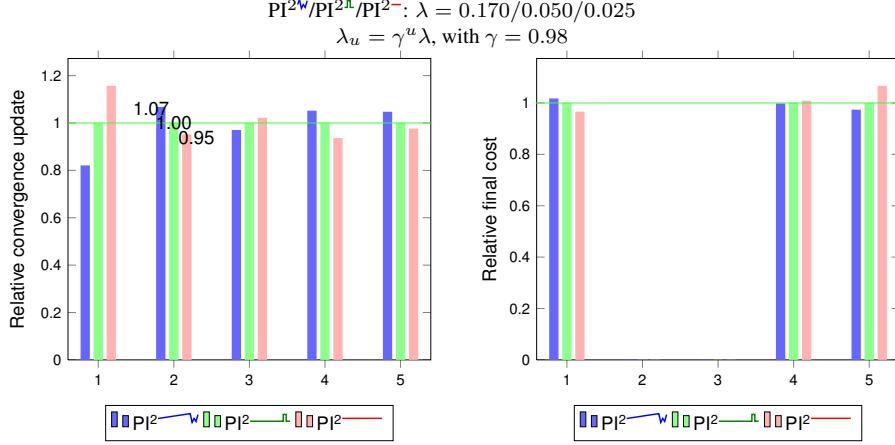 PI²/PI²/PI²: λ = 0.170/0.050/0.025
λ_u = γ^u λ, with γ = 0.98
Relative convergence update
1.2
1
0.8
0.6
0.4
0.2
0
1.07
1.00
0.95
1 2 3 4 5
PI² PI² PI²
Relative final cost
1
0.8
0.6
0.4
0.2
0
1 2 3 4 5
PI² PI² PI²